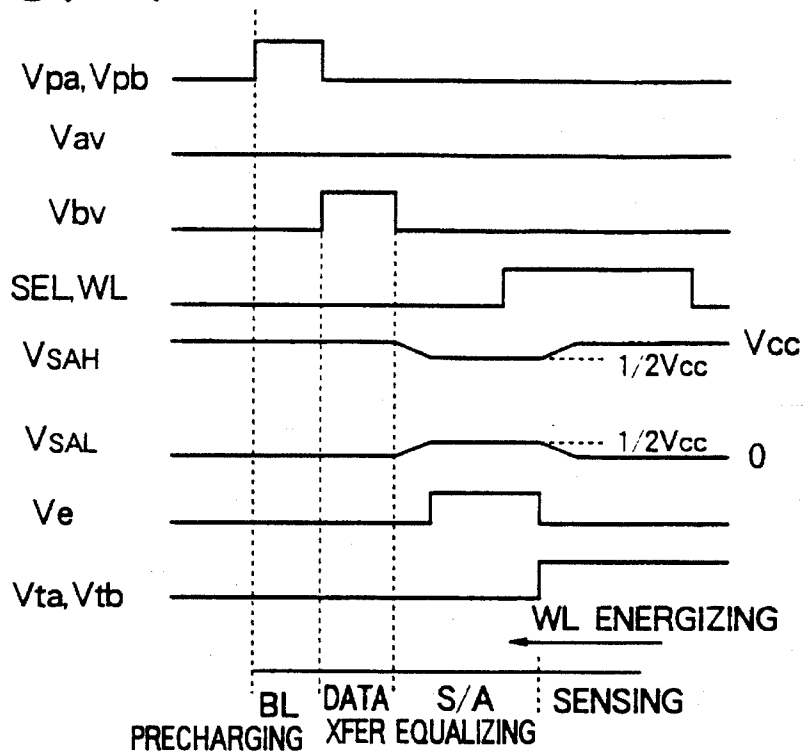 Vpa,Vpb
Vav
Vbv
SEL,WL
VSAH
Vcc
1/2Vcc
VSAL
1/2Vcc
0
Ve
Vta,Vtb
WL ENERGIZING
BL DATA S/A SENSING
PRECHARGING XFER EQUALIZING